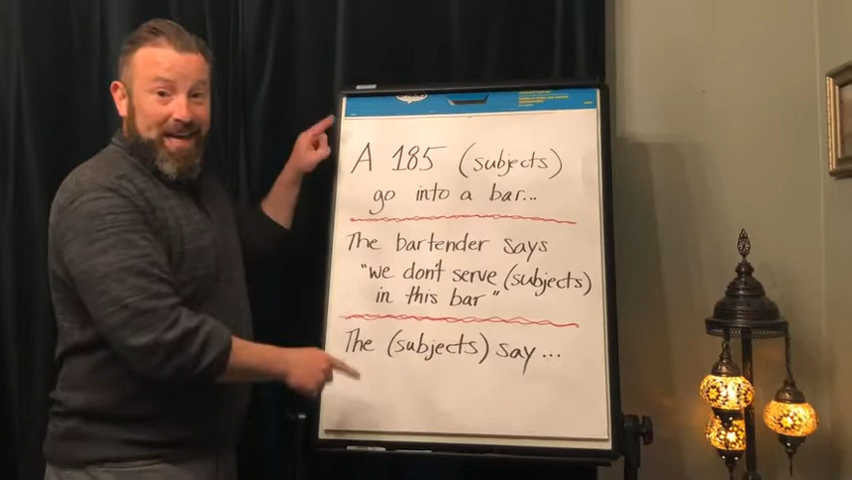 A 185 (subjects)
go into a bar...
The bartender says
"we don't serve (subjects)
in this bar"
The (subjects) say...